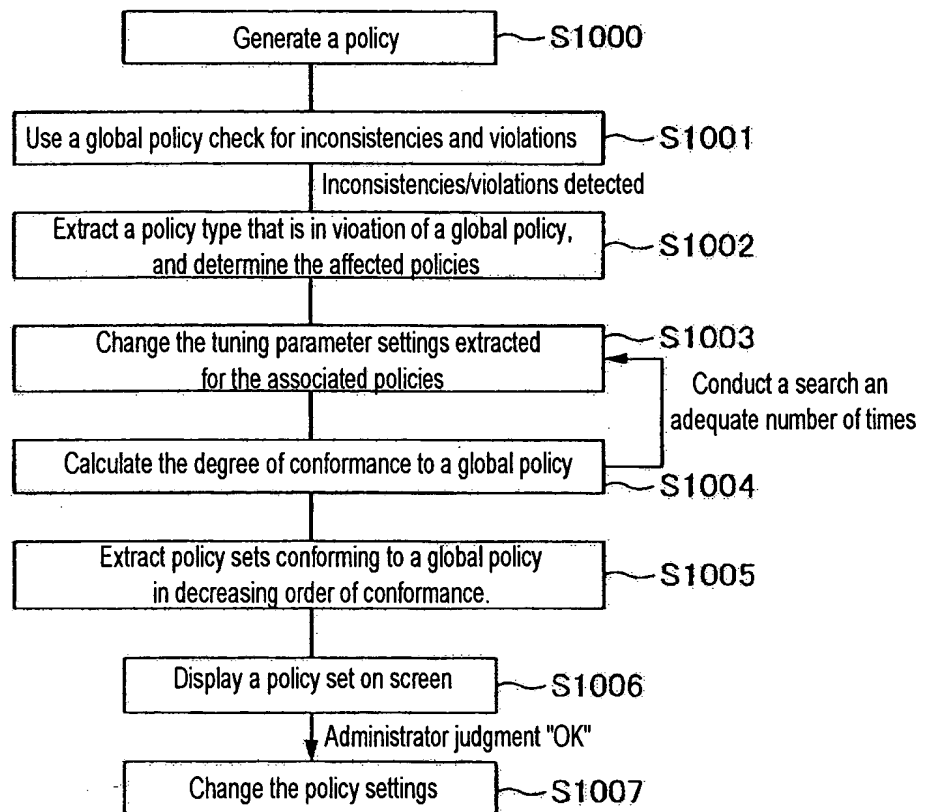 Generate a policy
S1000
Use a global policy check for inconsistencies and violations
S1001
Inconsistencies/violations detected
Extract a policy type that is in vioation of a global policy,
and determine the affected policies
S1002
Change the tuning parameter settings extracted
for the associated policies
S1003
Conduct a search an
adequate number of times
Calculate the degree of conformance to a global policy
S1004
Extract policy sets conforming to a global policy
in decreasing order of conformance.
S1005
Display a policy set on screen
S1006
Administrator judgment "OK"
Change the policy settings
S1007